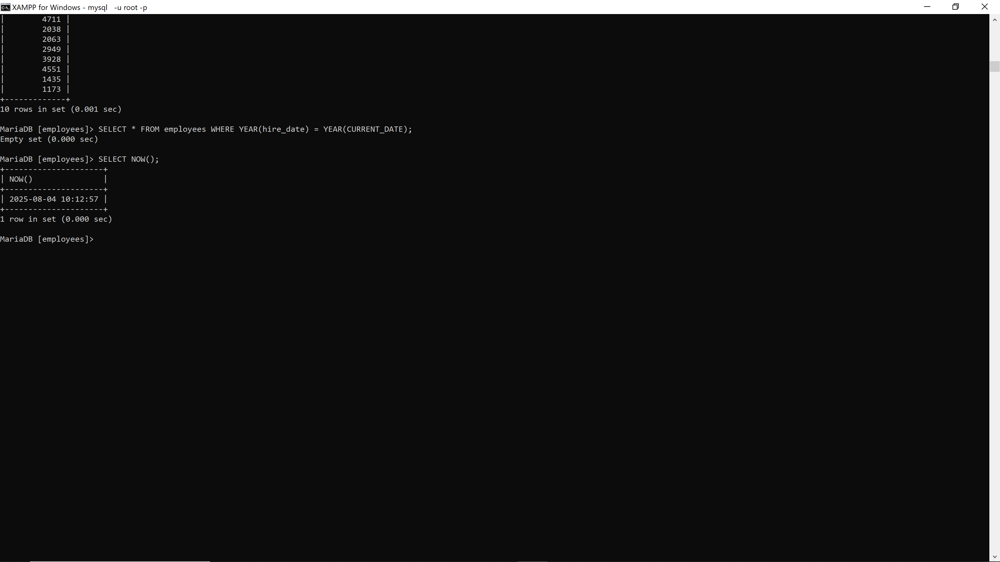 XAMPP for Windows - mysql  -u root -p
|        4711 |
|        2038 |
|        2063 |
|        2949 |
|        3928 |
|        4551 |
|        1435 |
|        1173 |
+-------------+
10 rows in set (0.001 sec)
MariaDB [employees]> SELECT * FROM employees WHERE YEAR(hire_date) = YEAR(CURRENT_DATE);
Empty set (0.000 sec)
MariaDB [employees]> SELECT NOW();
+---------------------+
| NOW()               |
+---------------------+
| 2025-08-04 10:12:57 |
+---------------------+
1 row in set (0.000 sec)
MariaDB [employees]>